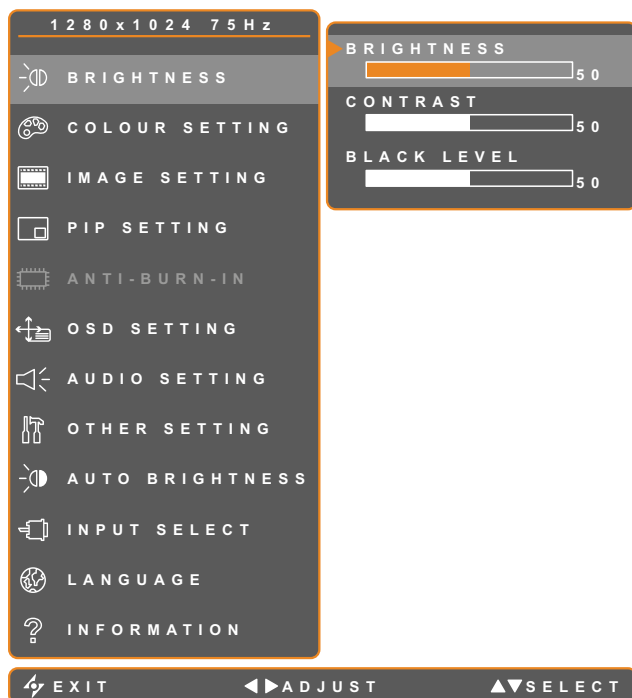 1280x1024 75Hz
BRIGHTNESS
COLOUR SETTING
IMAGE SETTING
PIP SETTING
ANTI-BURN-IN
OSD SETTING
AUDIO SETTING
OTHER SETTING
AUTO BRIGHTNESS
INPUT SELECT
LANGUAGE
INFORMATION
BRIGHTNESS
50
CONTRAST
50
BLACK LEVEL
50
EXIT ADJUST SELECT